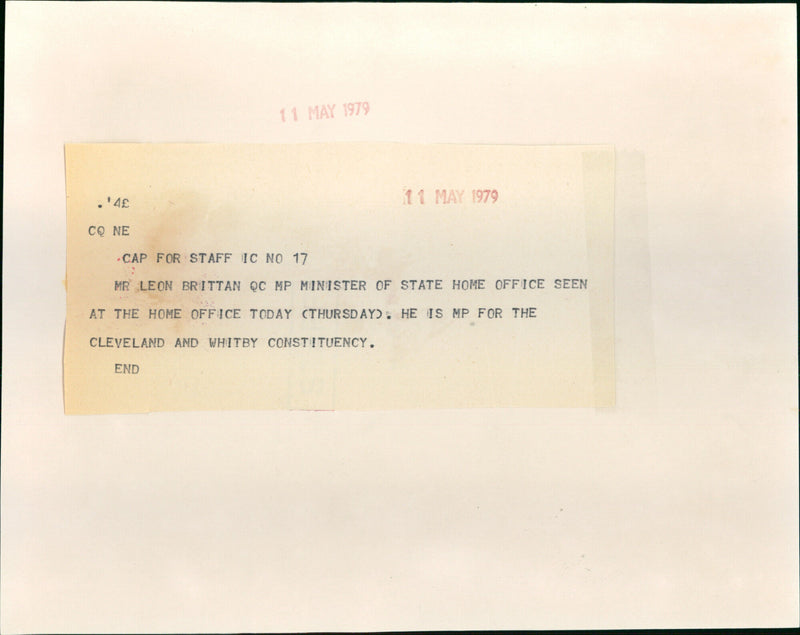 11 MAY 1979
11 MAY 1979
.'4£
CQ NE
CAP FOR STAFF IC NO 17
MR LEON BRITTAN QC MP MINISTER OF STATE HOME OFFICE SEEN
AT THE HOME OFFICE TODAY (THURSDAY). HE IS MP FOR THE
CLEVELAND AND WHITBY CONSTITUENCY.
END